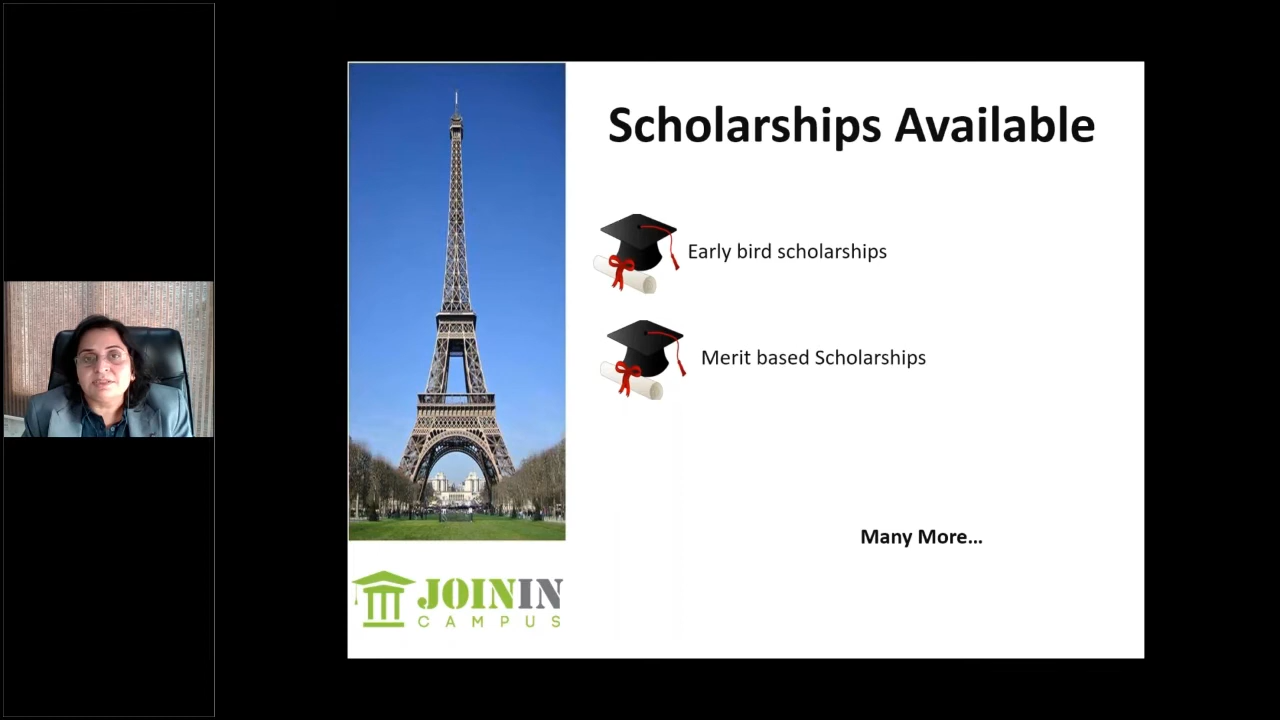 Scholarships Available
Early bird scholarships
Merit based Scholarships
Many More...
JOININ
CAMPUS